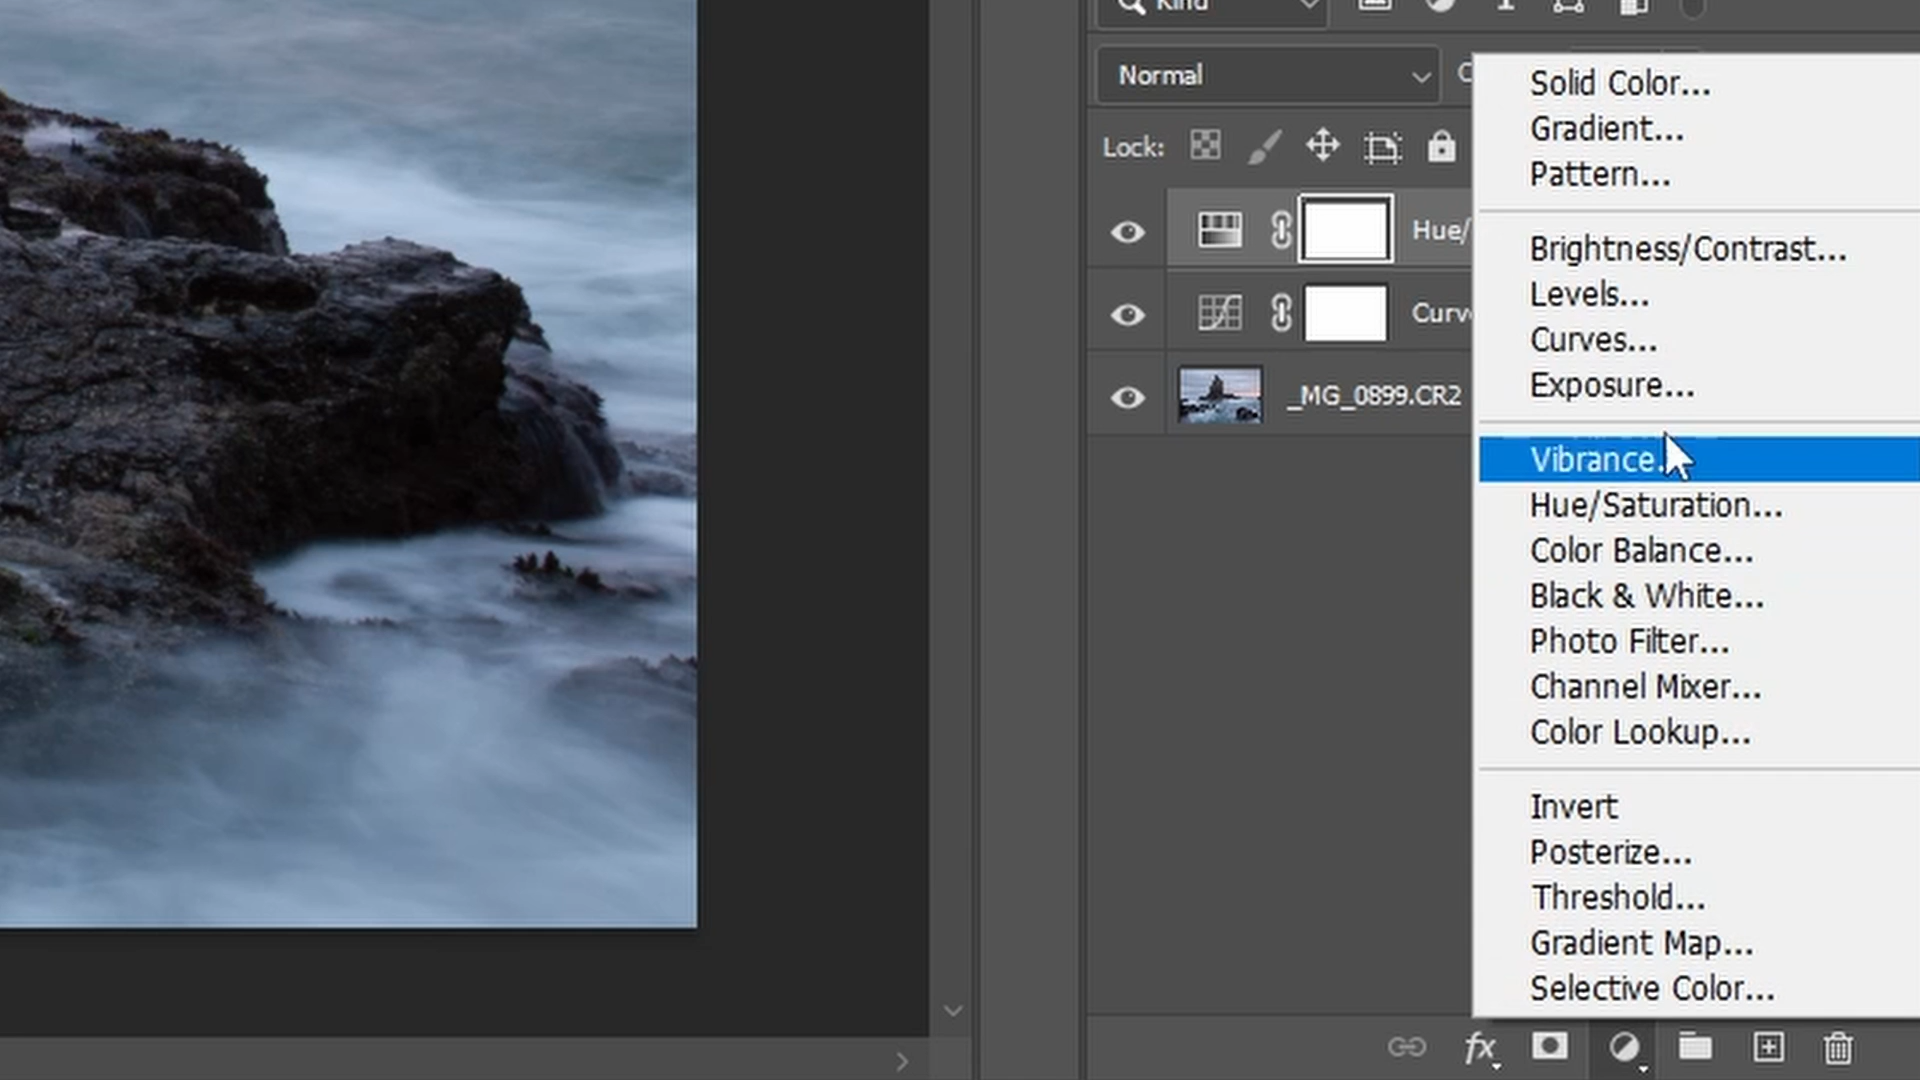 Kind
Normal
Lock:
Hue/
Curv
_MG_0899.CR2
Solid Color...
Gradient...
Pattern...
Brightness/Contrast...
Levels...
Curves...
Exposure...
Vibrance.
Hue/Saturation...
Color Balance...
Black & White...
Photo Filter...
Channel Mixer...
Color Lookup...
Invert
Posterize...
Threshold...
Gradient Map...
Selective Color...
fx